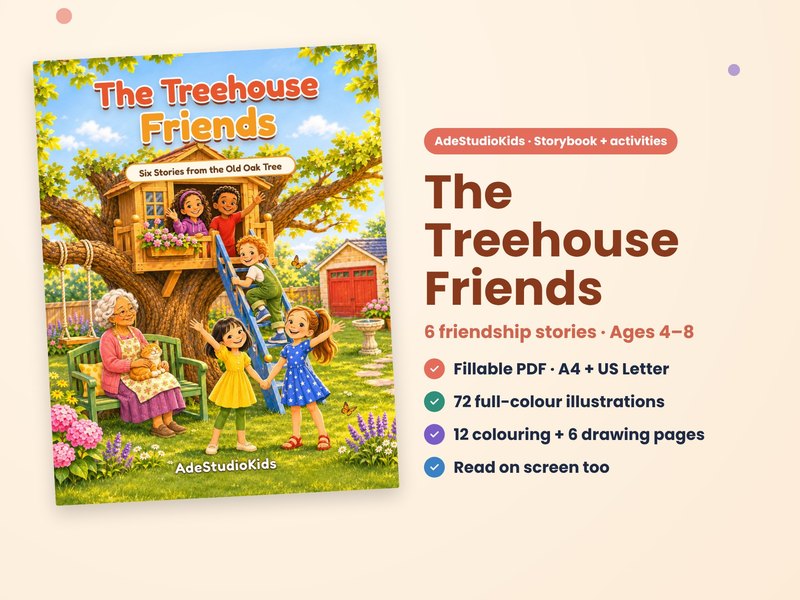 The Treehouse
Friends
Six Stories from the Old Oak Tree
AdeStudioKids
AdeStudioKids · Storybook + activities
The
Treehouse
Friends
6 friendship stories · Ages 4–8
Fillable PDF · A4 + US Letter
72 full-colour illustrations
12 colouring + 6 drawing pages
Read on screen too